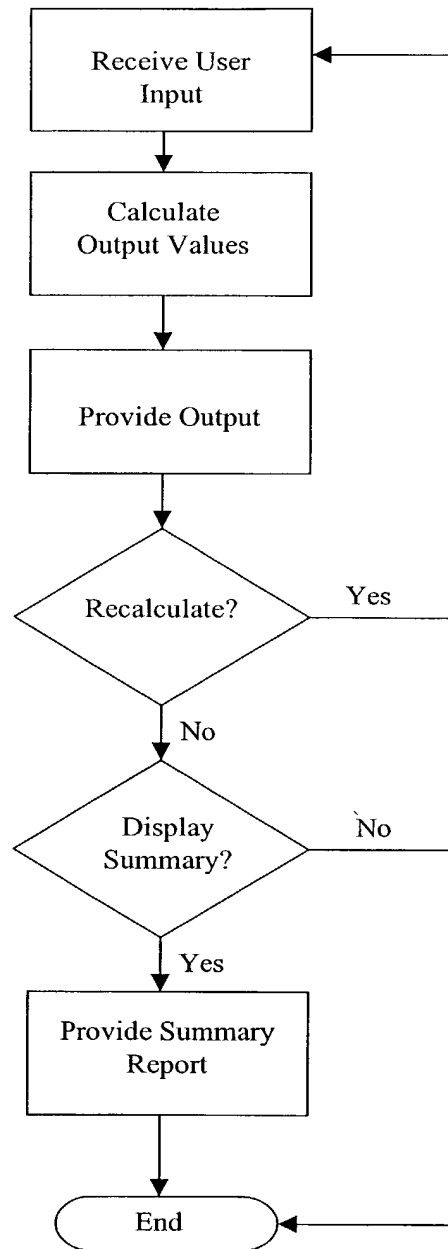 Receive User
Input
Calculate
Output Values
Provide Output
Recalculate?
Yes
No
Display
Summary?
No
Yes
Provide Summary
Report
End